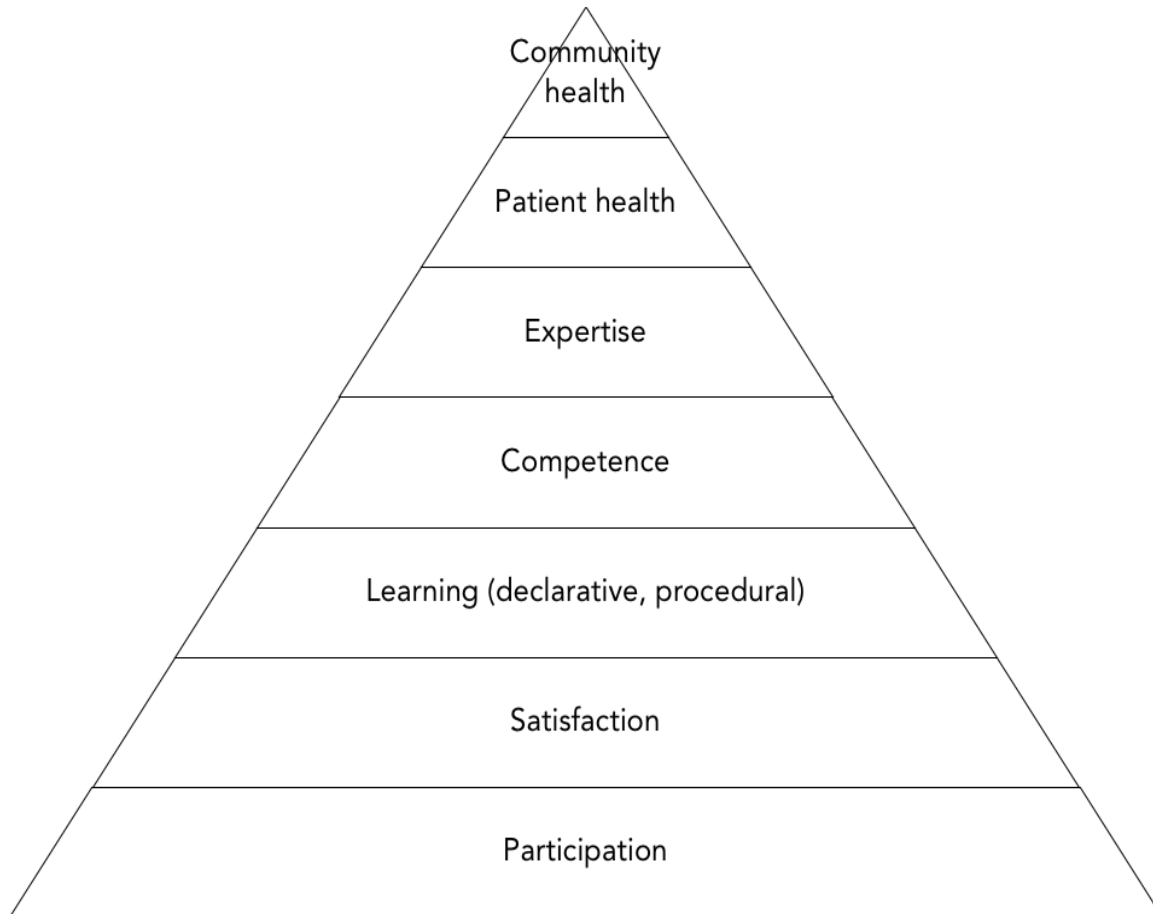 Community
health
Patient health
Expertise
Competence
Learning (declarative, procedural)
Satisfaction
Participation